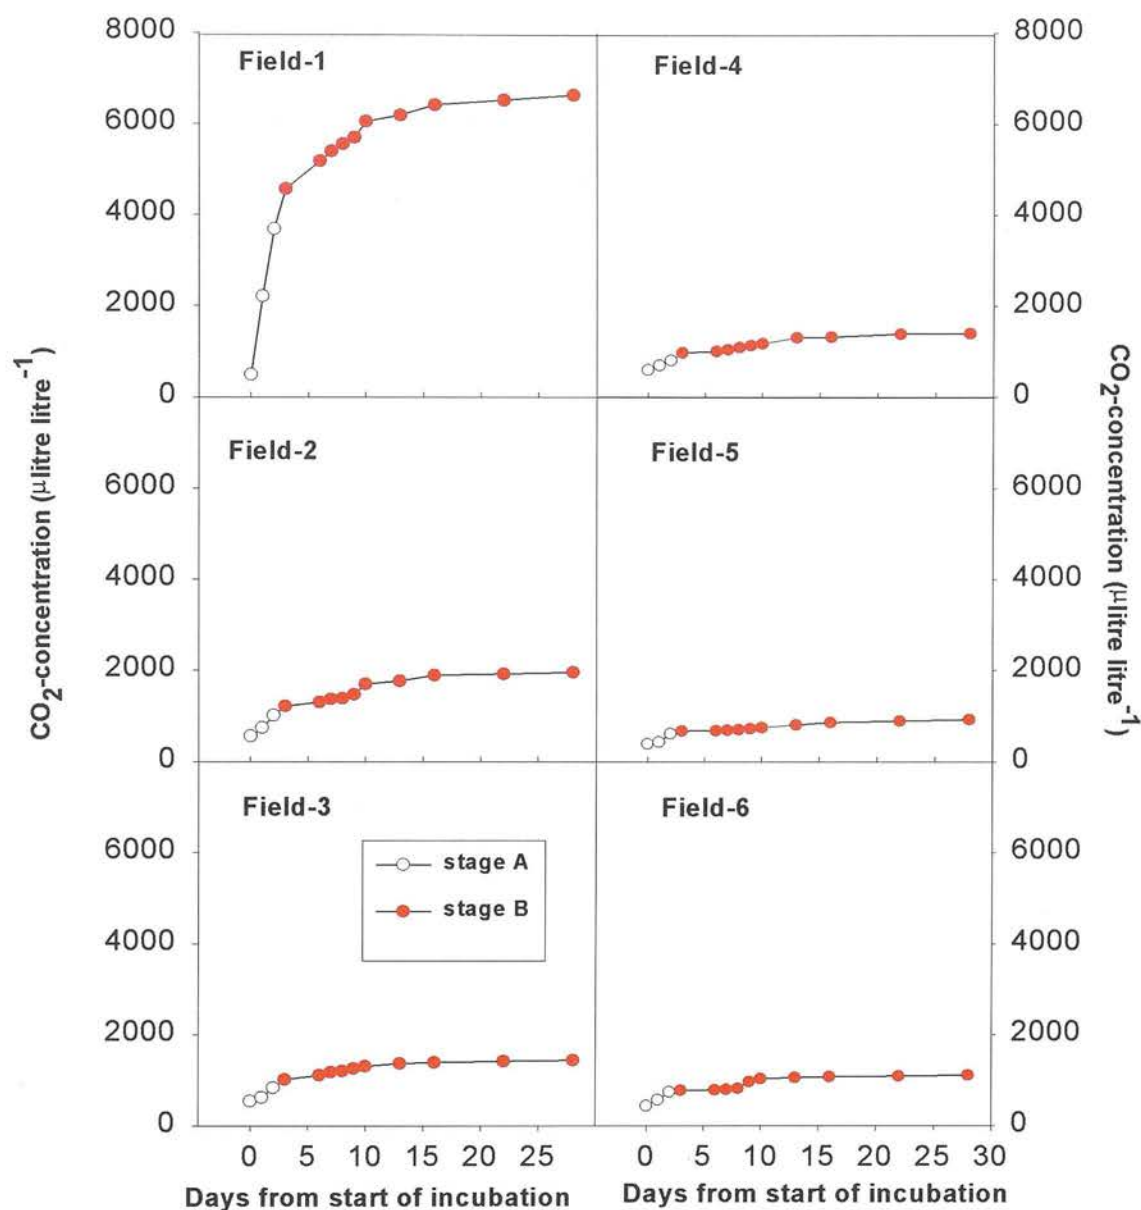 8000
6000
4000
2000
0
6000
4000
2000
0
6000
4000
2000
0
CO2-concentration (µlitre litre-1)
Field-1
Field-4
Field-2
Field-5
Field-3
Field-6
stage A
stage B
8000
6000
4000
2000
0
6000
4000
2000
0
6000
4000
2000
0
CO2-concentration (µlitre litre-1)
0 5 10 15 20 25
0 5 10 15 20 25 30
Days from start of incubation
Days from start of incubation